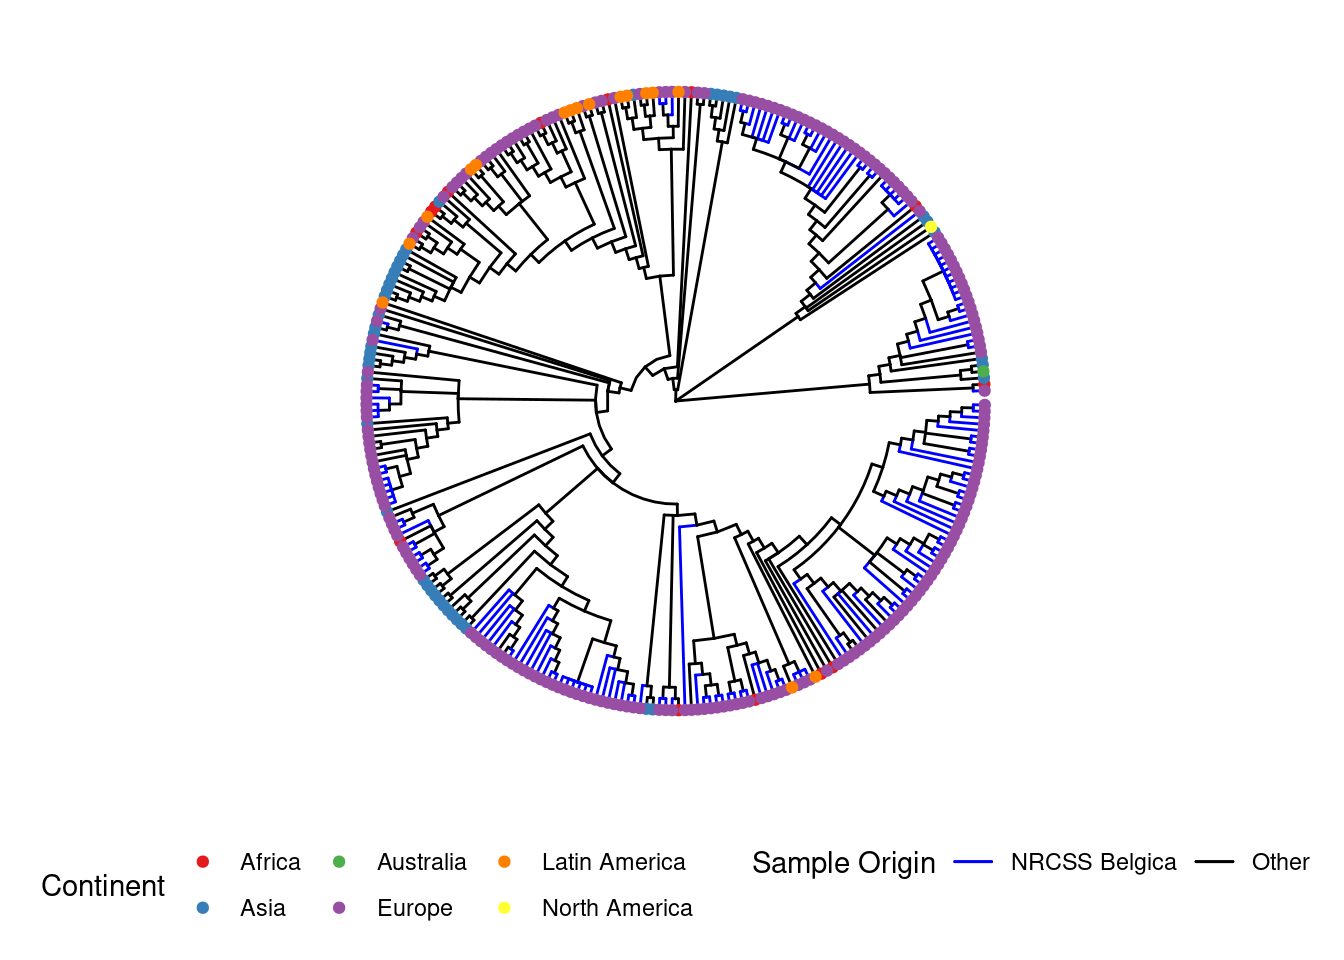 Continent
Africa
Australia
Latin America
Asia
Europe
North America
Sample Origin
NRCSS Belgica
Other